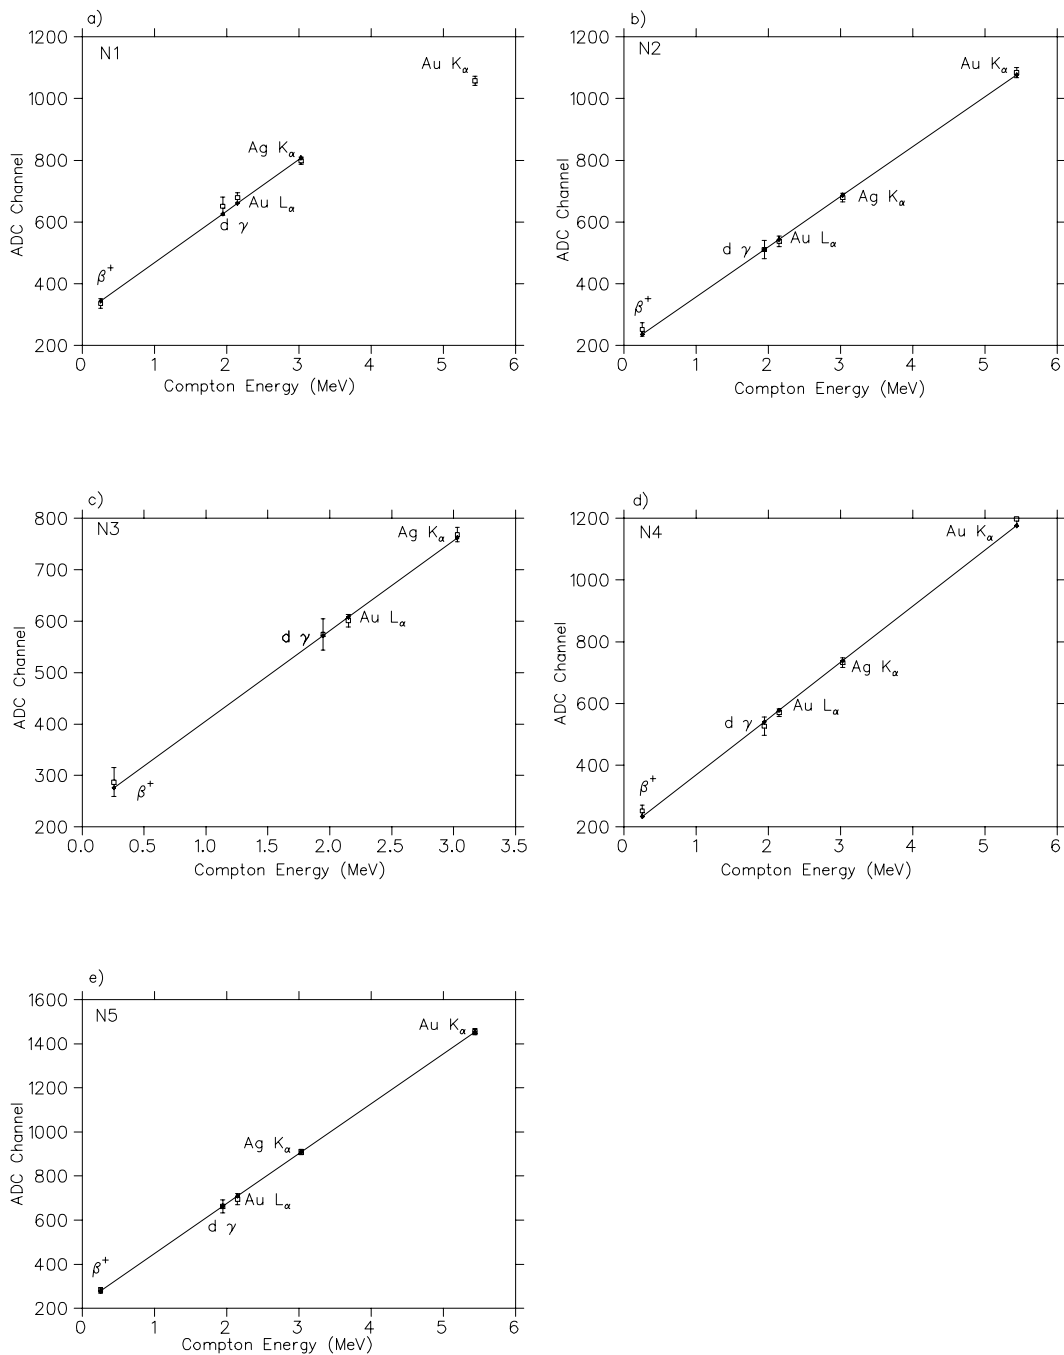 a)
N1
1200
1000
800
600
400
200
ADC Channel
Au Kα
Ag Kα
Au Lα
d γ
β+
0 1 2 3 4 5 6
Compton Energy (MeV)
b)
N2
1200
1000
800
600
400
200
ADC Channel
Au Kα
Ag Kα
Au Lα
d γ
β+
0 1 2 3 4 5 6
Compton Energy (MeV)
c)
N3
800
700
600
500
400
300
200
ADC Channel
Ag Kα
Au Lα
d γ
β+
0.0 0.5 1.0 1.5 2.0 2.5 3.0 3.5
Compton Energy (MeV)
d)
N4
1200
1000
800
600
400
200
ADC Channel
Au Kα
Ag Kα
Au Lα
d γ
β+
0 1 2 3 4 5 6
Compton Energy (MeV)
e)
N5
1600
1400
1200
1000
800
600
400
200
ADC Channel
Au Kα
Ag Kα
Au Lα
d γ
β+
0 1 2 3 4 5 6
Compton Energy (MeV)